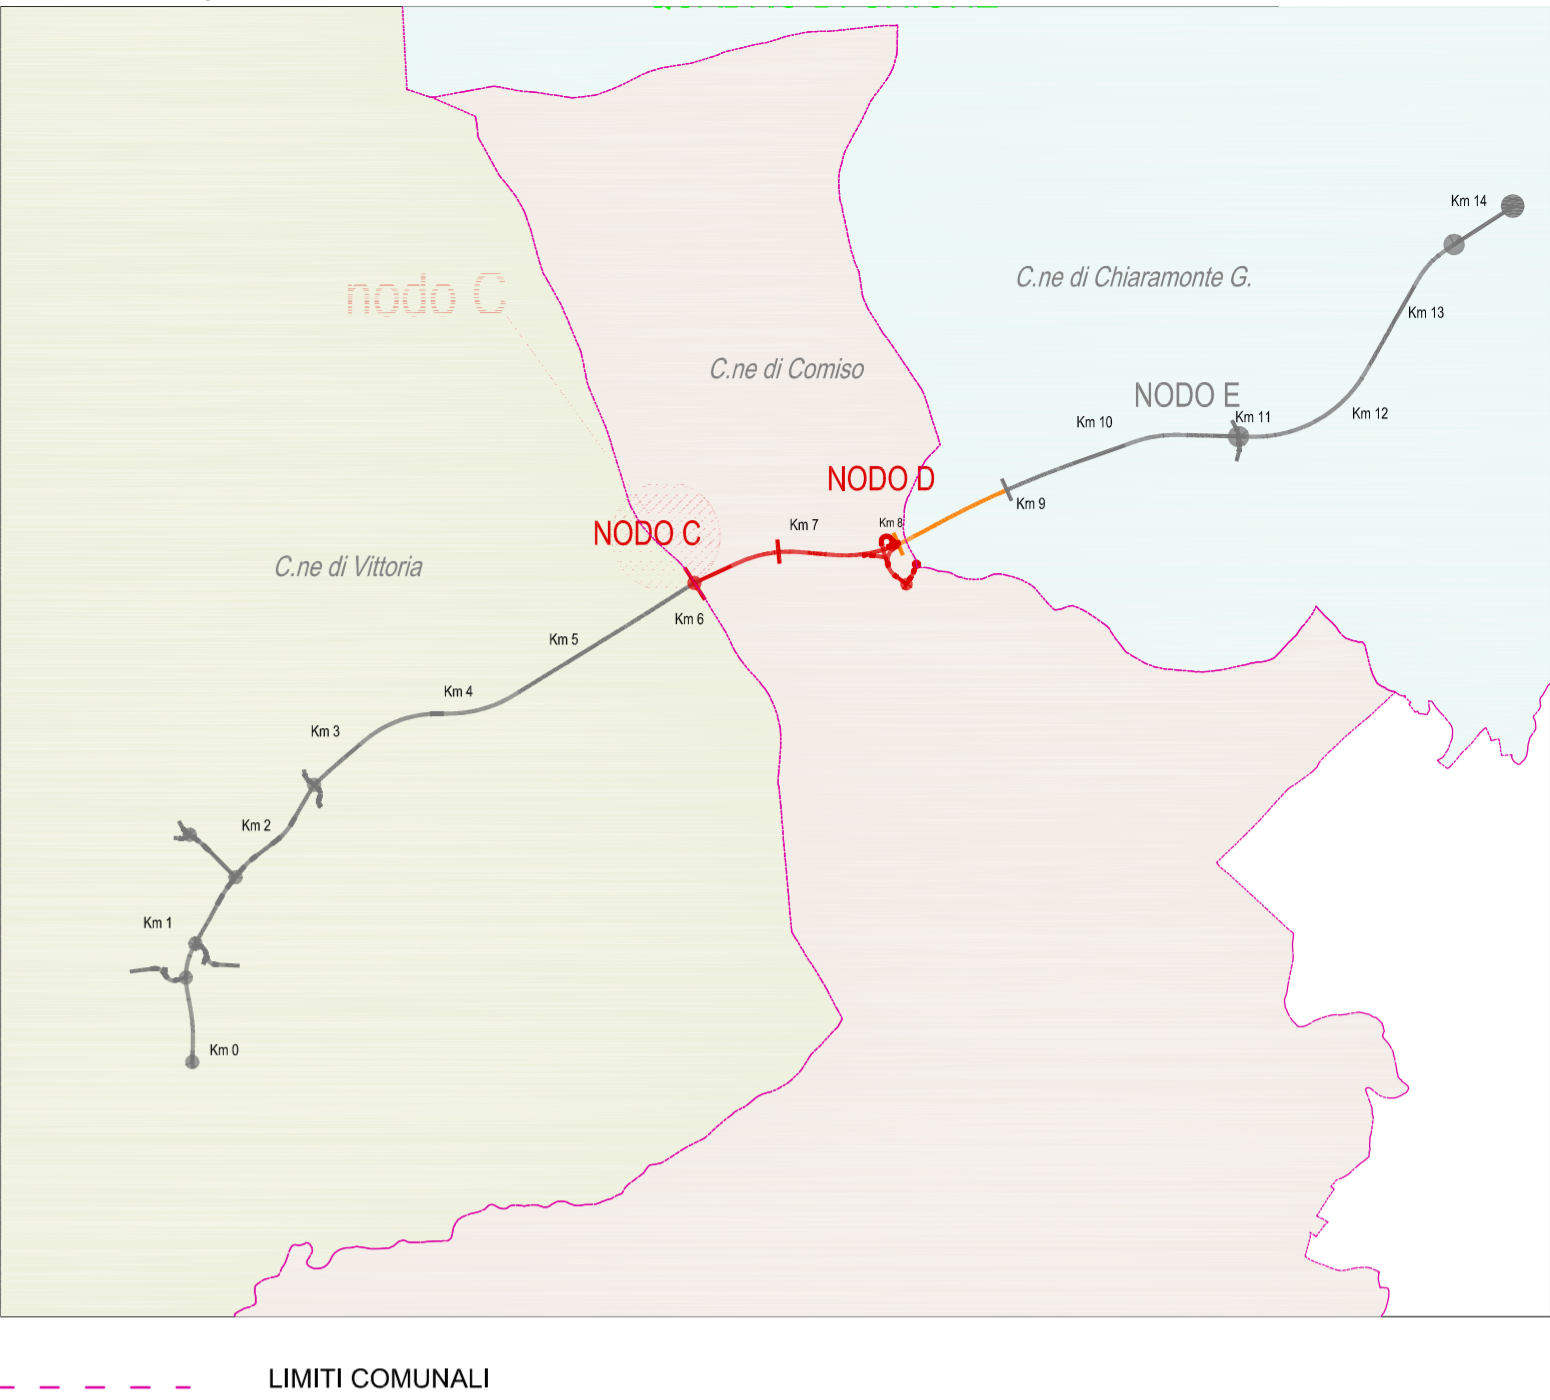 Km 14
nodo C
C.ne di Chiaramonte G.
Km 13
C.ne di Comiso
NODO E
Km 11
Km 12
Km 10
NODO D
Km 9
NODO C
Km 7
Km 8
C.ne di Vittoria
Km 6
Km 5
Km 4
Km 3
Km 2
Km 1
Km 0
LIMITI COMUNALI